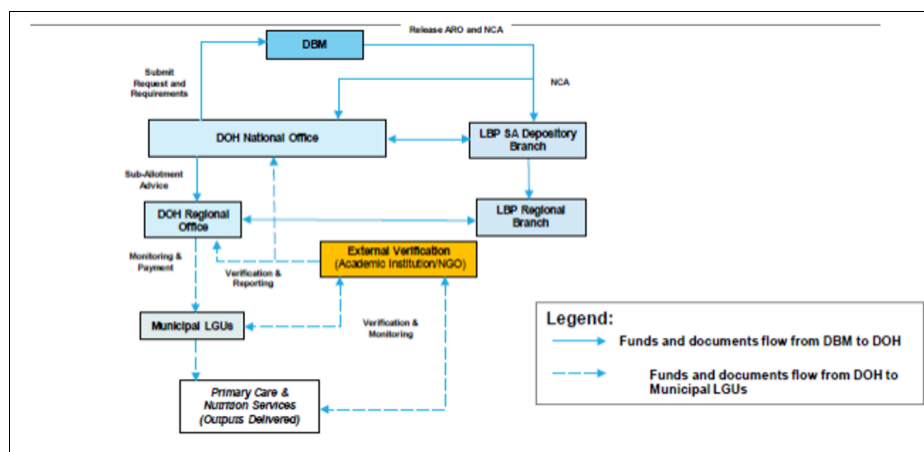 Release ARO and NCA
DBM
Submit
Request and
Requirements
NCA
DOH National Office
LBP SA Depository
Branch
Sub-Allotment
Advice
DOH Regional
Office
LBP Regional
Branch
External Verification
(Academic Institution/NGO)
Monitoring &
Payment
Verification &
Reporting
Municipal LGUs
Verification &
Monitoring
Primary Care &
Nutrition Services
(Outputs Delivered)
Legend:
Funds and documents flow from DBM to DOH
Funds and documents flow from DOH to
Municipal LGUs